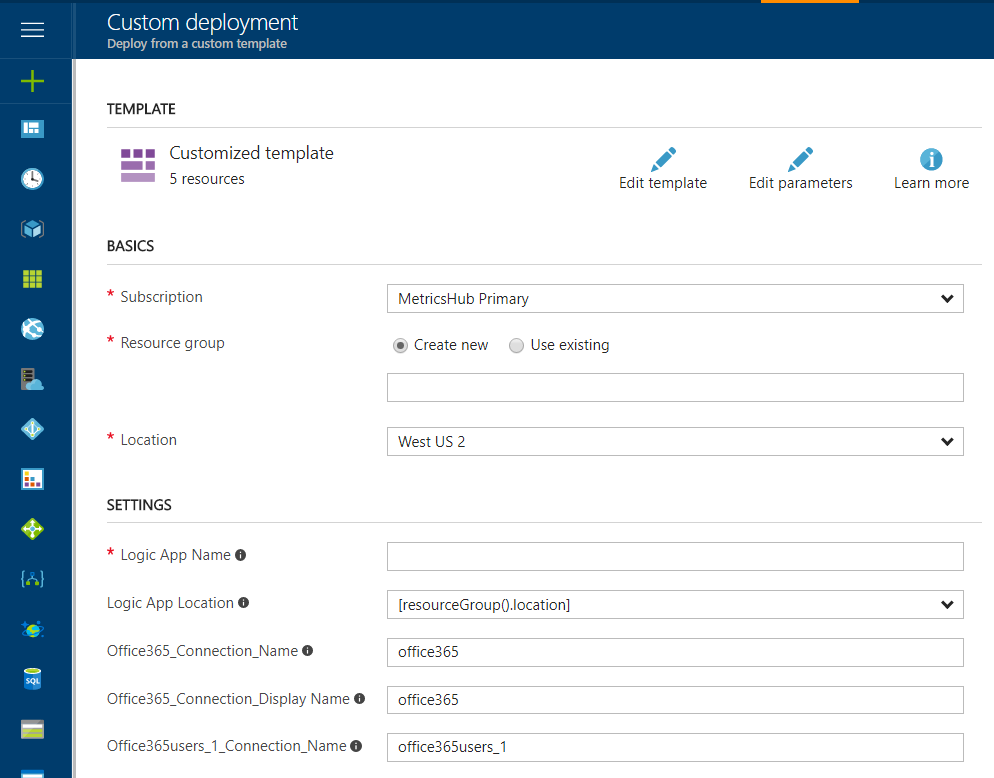 Custom deployment
Deploy from a custom template
TEMPLATE
Customized template
5 resources
Edit template
Edit parameters
Learn more
BASICS
* Subscription
MetricsHub Primary
* Resource group
Create new
Use existing
* Location
West US 2
SETTINGS
* Logic App Name
Logic App Location
[resourceGroup().location]
Office365_Connection_Name
office365
Office365_Connection_Display Name
office365
Office365users_1_Connection_Name
office365users_1
SQL